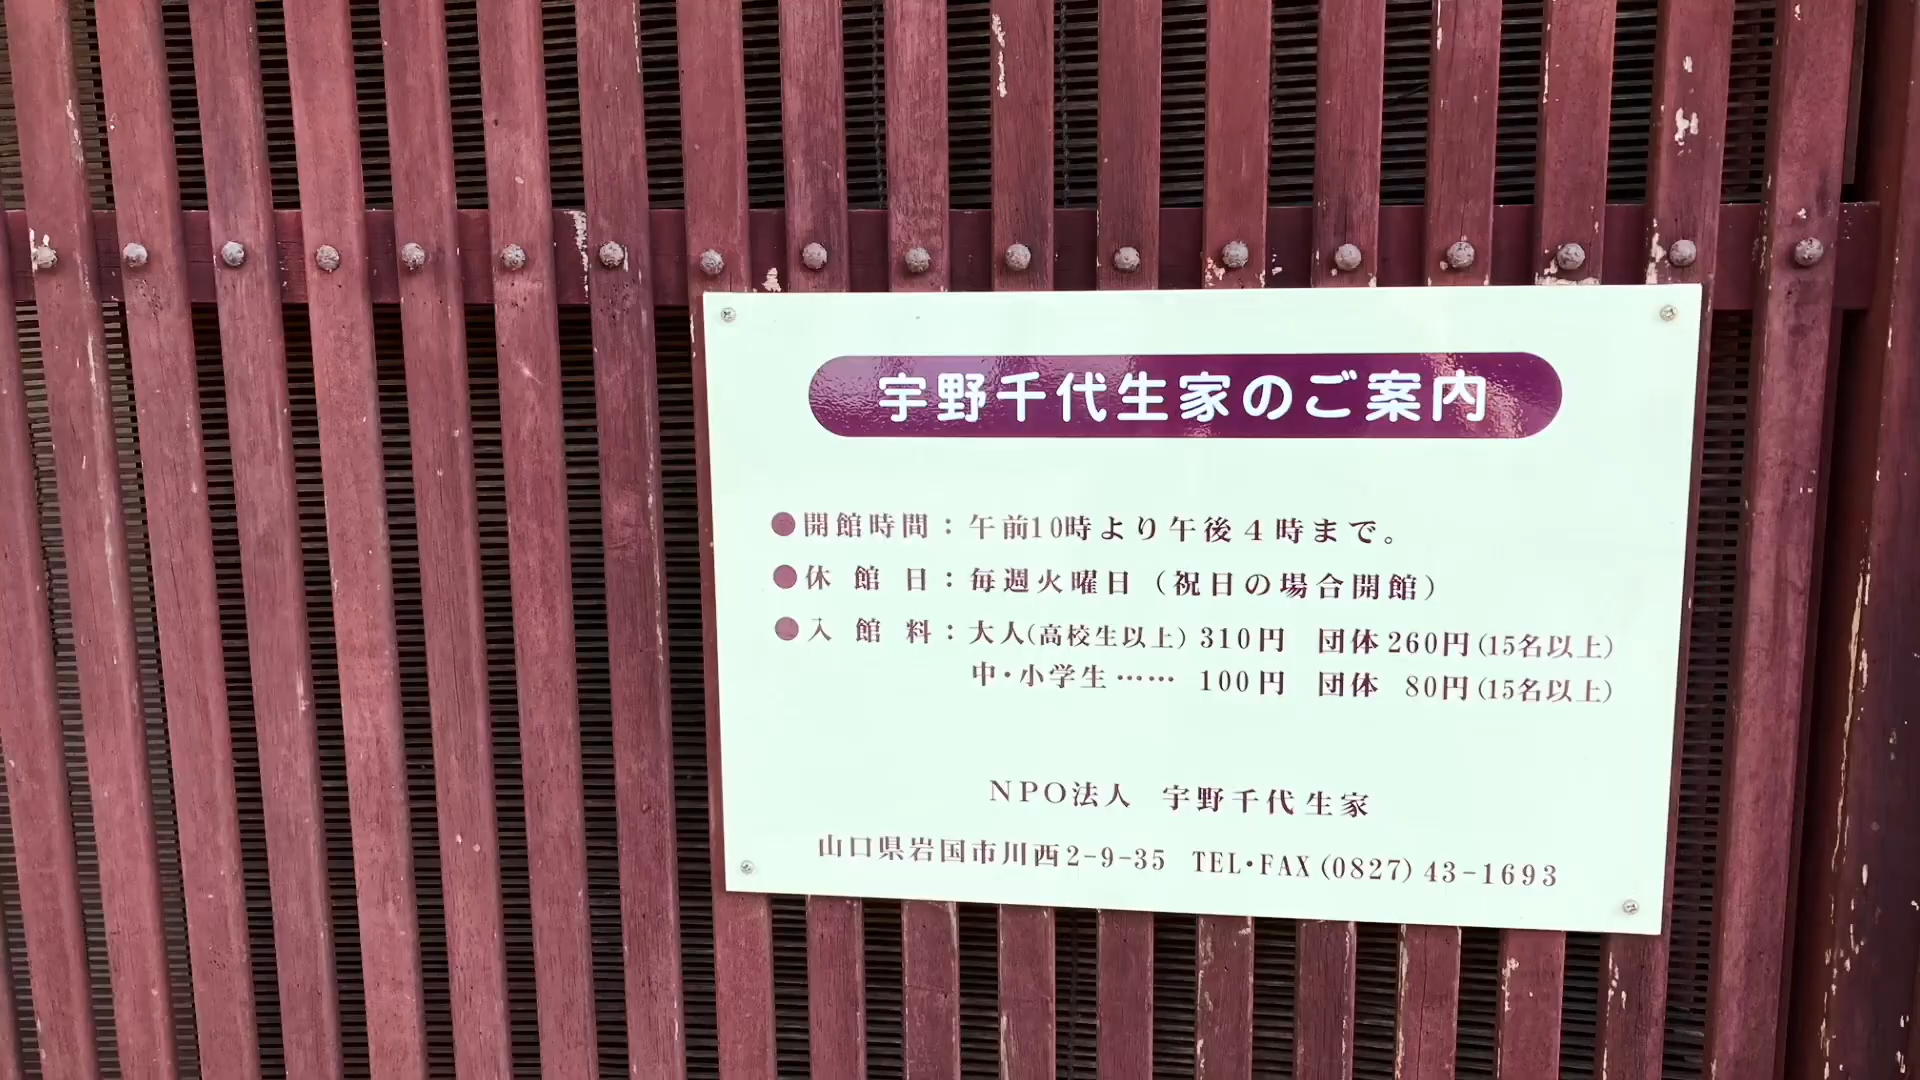 宇野千代生家のご案内
●開館時間：午前10時より午後4時まで。
●休館日：毎週火曜日（祝日の場合開館）
●入館料：大人（高校生以上）310円　団体260円（15名以上）
中・小学生……　100円　団体　80円（15名以上）
NPO法人　宇野千代生家
山口県岩国市川西2-9-35　TEL・FAX（0827）43-1693